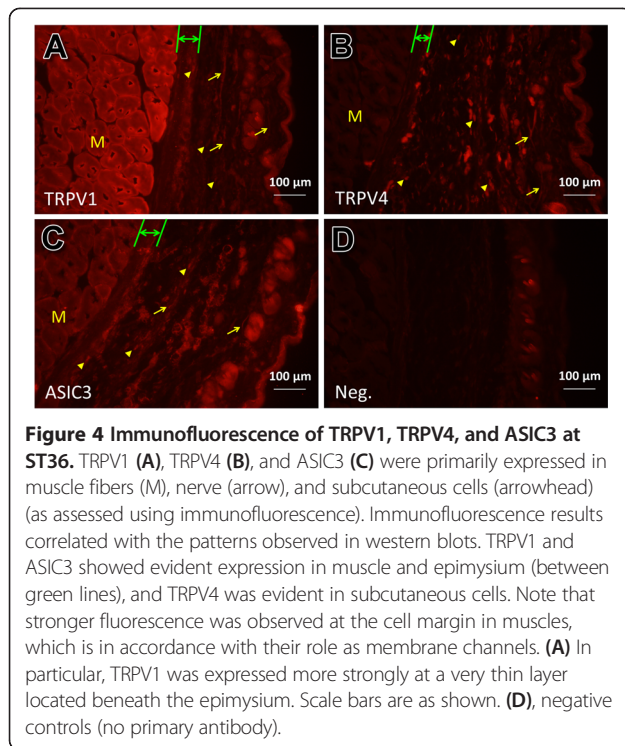 A
M
TRPV1
100 µm
B
M
TRPV4
100 µm
C
M
ASIC3
100 µm
D
Neg.
100 µm
Figure 4 Immunofluorescence of TRPV1, TRPV4, and ASIC3 at
ST36. TRPV1 (A), TRPV4 (B), and ASIC3 (C) were primarily expressed in
muscle fibers (M), nerve (arrow), and subcutaneous cells (arrowhead)
(as assessed using immunofluorescence). Immunofluorescence results
correlated with the patterns observed in western blots. TRPV1 and
ASIC3 showed evident expression in muscle and epimysium (between
green lines), and TRPV4 was evident in subcutaneous cells. Note that
stronger fluorescence was observed at the cell margin in muscles,
which is in accordance with their role as membrane channels. (A) In
particular, TRPV1 was expressed more strongly at a very thin layer
located beneath the epimysium. Scale bars are as shown. (D), negative
controls (no primary antibody).